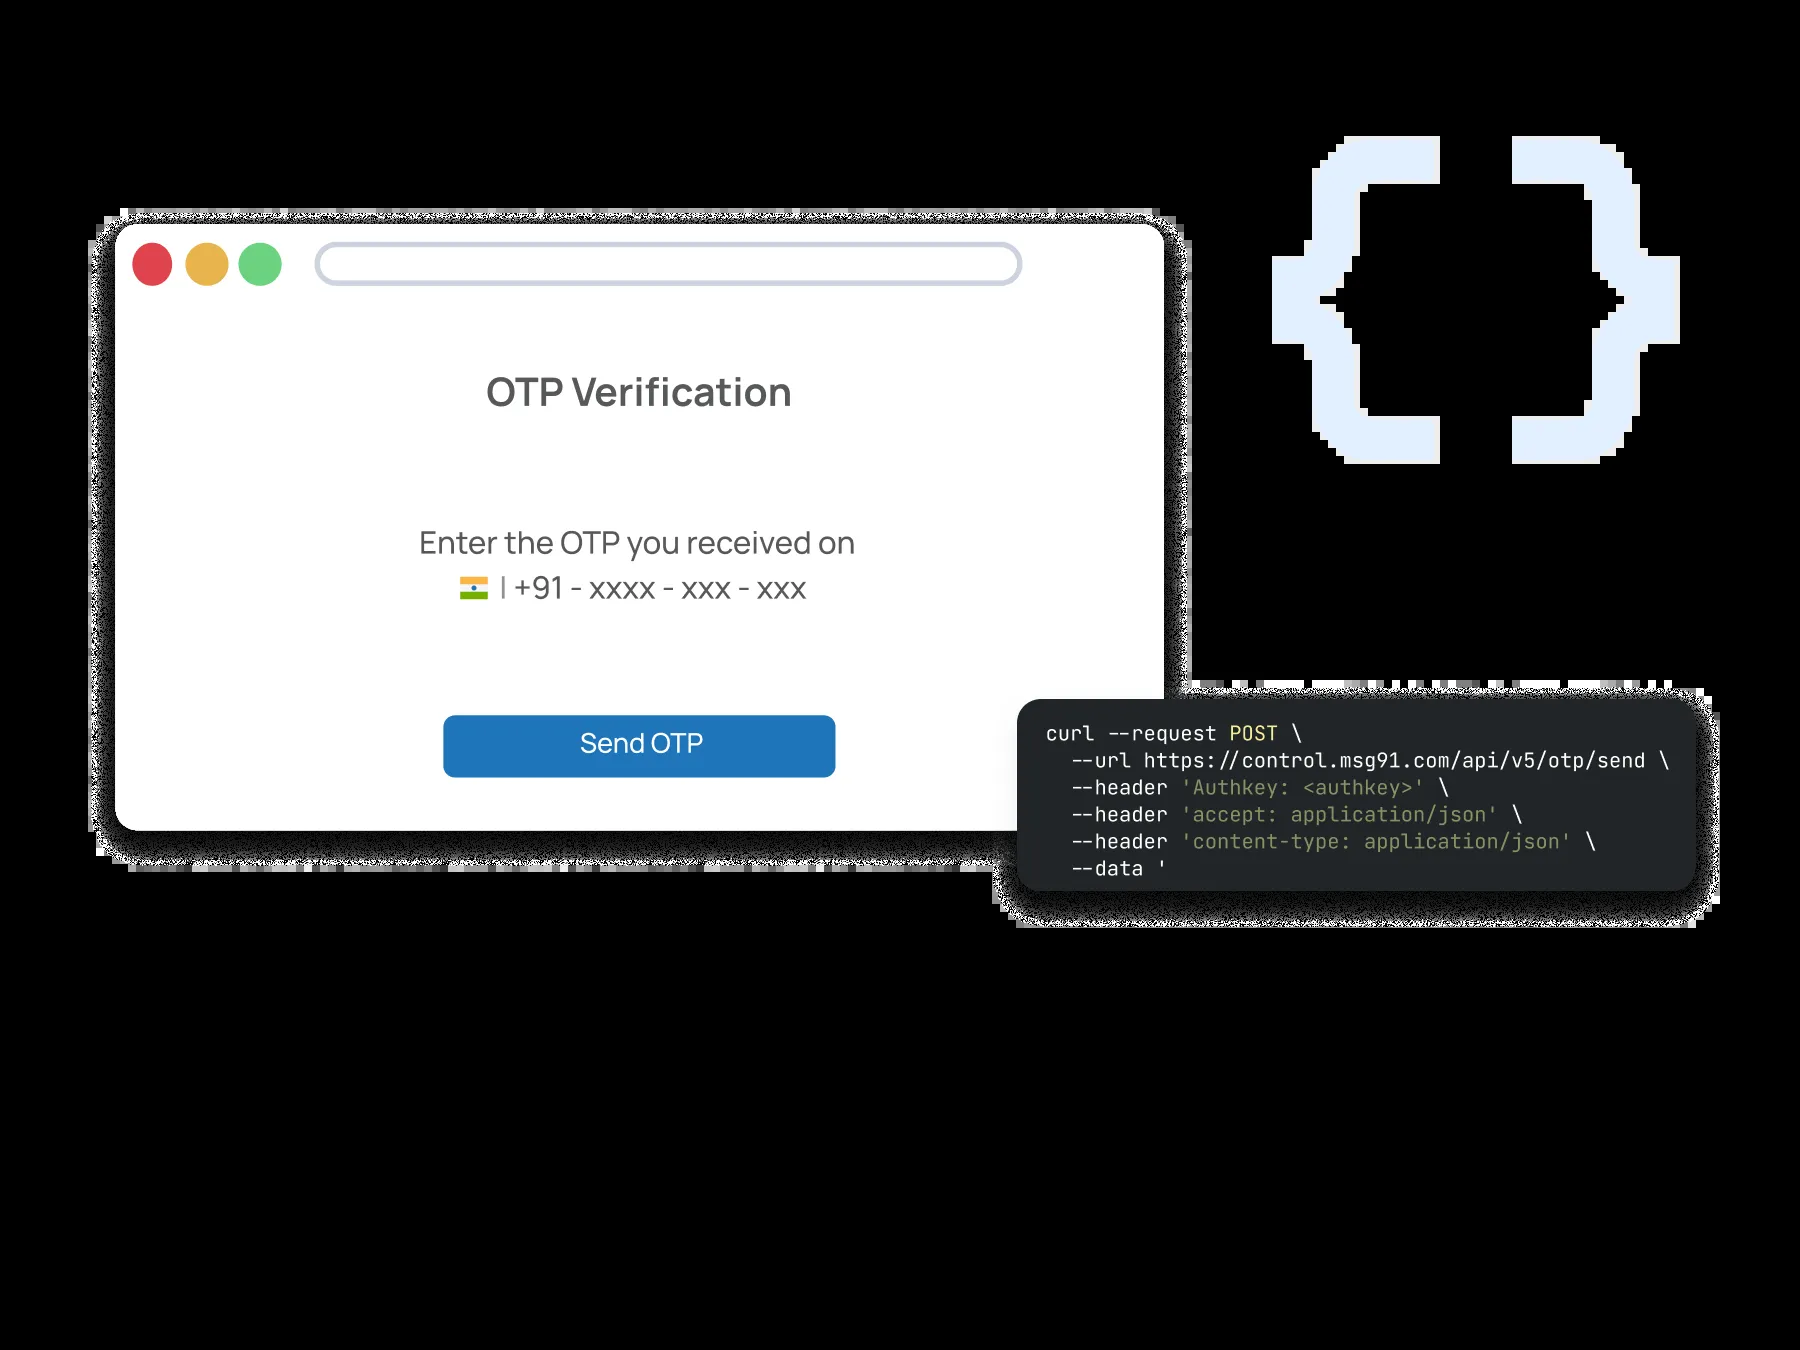 OTP Verification
Enter the OTP you received on
| +91 - xxxx - xxx - xxx
Send OTP
curl --request POST \
--url https://control.msg91.com/api/v5/otp/send \
--header 'Authkey: <authkey>' \
--header 'accept: application/json' \
--header 'content-type: application/json' \
--data '
{ }